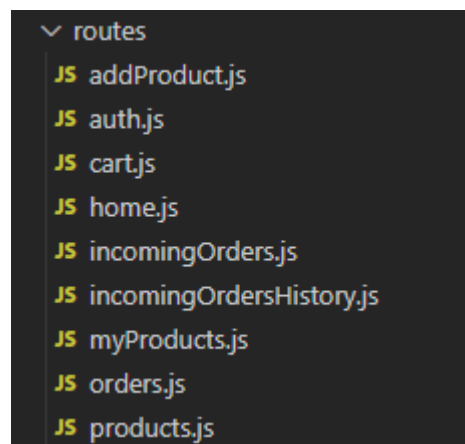 routes
JS addProduct.js
JS auth.js
JS cart.js
JS home.js
JS incomingOrders.js
JS incomingOrdersHistory.js
JS myProducts.js
JS orders.js
JS products.js